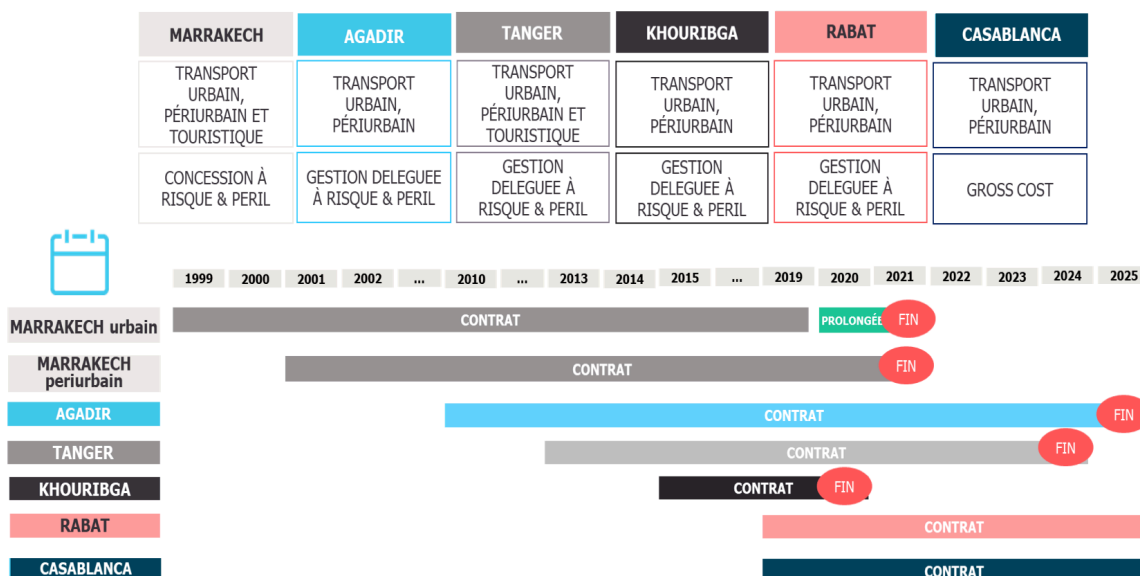 MARRAKECH
AGADIR
TANGER
KHOURIBGA
RABAT
CASABLANCA
TRANSPORT
URBAIN,
PÉRIURBAIN ET
TOURISTIQUE
TRANSPORT
URBAIN,
PÉRIURBAIN
TRANSPORT
URBAIN,
PÉRIURBAIN ET
TOURISTIQUE
TRANSPORT
URBAIN,
PÉRIURBAIN
TRANSPORT
URBAIN,
PÉRIURBAIN
TRANSPORT
URBAIN,
PÉRIURBAIN
CONCESSION À
RISQUE & PERIL
GESTION DELEGUEE
À RISQUE & PERIL
GESTION
DELEGUEE À
RISQUE & PERIL
GESTION
DELEGUEE À
RISQUE & PERIL
GESTION
DELEGUEE À
RISQUE & PERIL
GROSS COST
1999 2000 2001 2002 ... 2010 ... 2013 2014 2015 ... 2019 2020 2021 2022 2023 2024 2025
MARRAKECH urbain
CONTRAT
PROLONGÉE
FIN
MARRAKECH
periurbain
CONTRAT
FIN
AGADIR
CONTRAT
FIN
TANGER
CONTRAT
FIN
KHOURIBGA
CONTRAT
FIN
RABAT
CONTRAT
CASABLANCA
CONTRAT